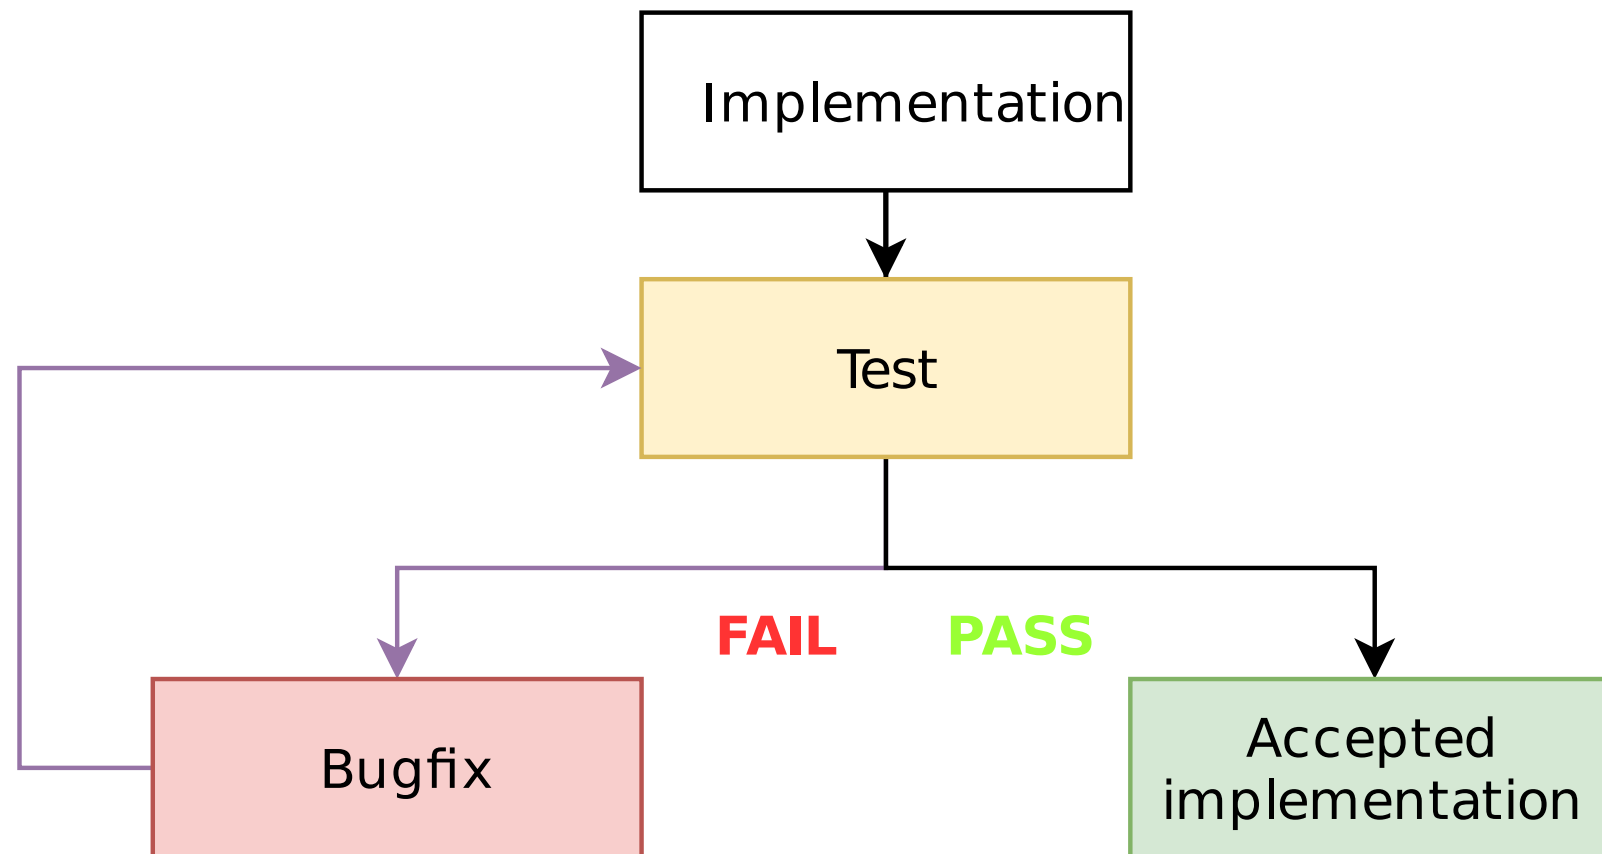 Implementation
Test
FAIL
PASS
Bugfix
Accepted
implementation